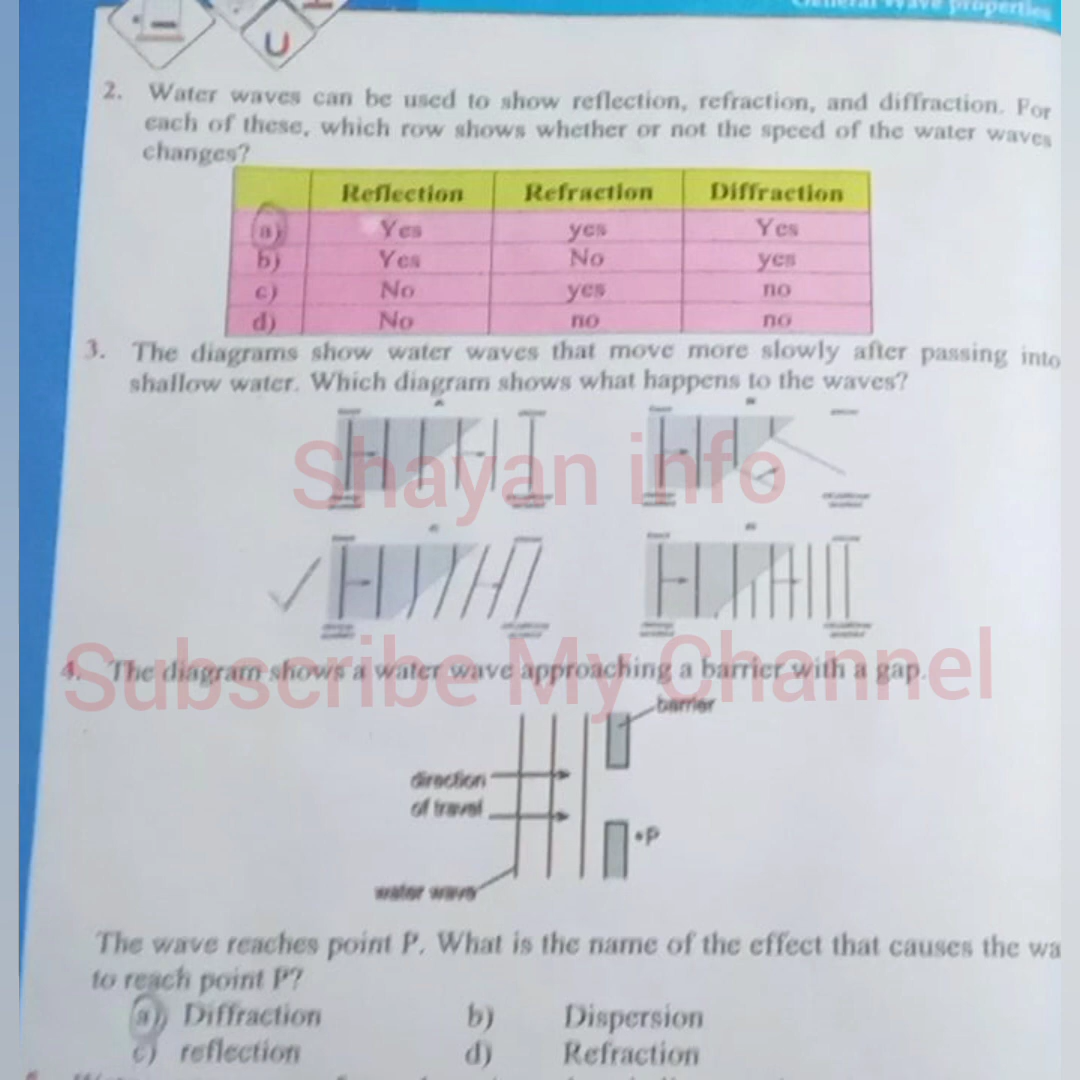 General Wave properties
2. Water waves can be used to show reflection, refraction, and diffraction. For
each of these, which row shows whether or not the speed of the water waves
changes?
Reflection Refraction Diffraction
a) Yes yes Yes
b) Yes No yes
c) No yes no
d) No no no
3. The diagrams show water waves that move more slowly after passing into
shallow water. Which diagram shows what happens to the waves?
Shayan info
Subscribe My Channel
4. The diagram shows a water wave approaching a barrier with a gap.
barrier
direction
of travel
P
water wave
The wave reaches point P. What is the name of the effect that causes the wa
to reach point P?
a) Diffraction b) Dispersion
c) reflection d) Refraction